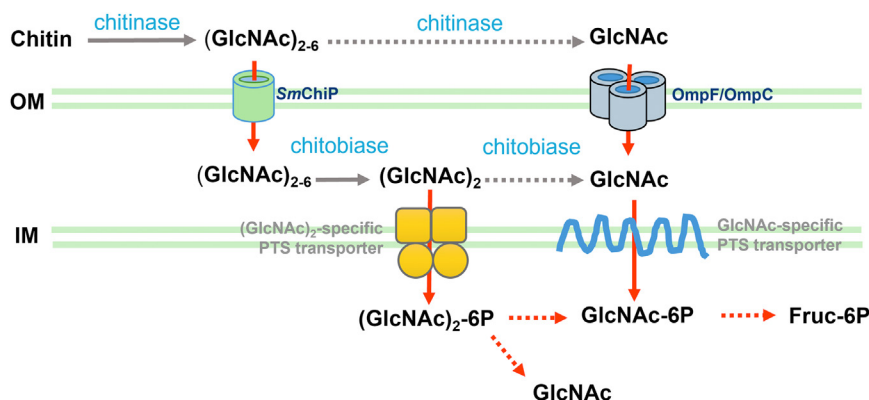 chitinase
chitinase
Chitin
(GlcNAc)2-6
GlcNAc
OM
SmChiP
OmpF/OmpC
chitobiase
chitobiase
(GlcNAc)2-6
(GlcNAc)2
GlcNAc
IM
(GlcNAc)2-specific
PTS transporter
GlcNAc-specific
PTS transporter
(GlcNAc)2-6P
GlcNAc-6P
Fruc-6P
GlcNAc